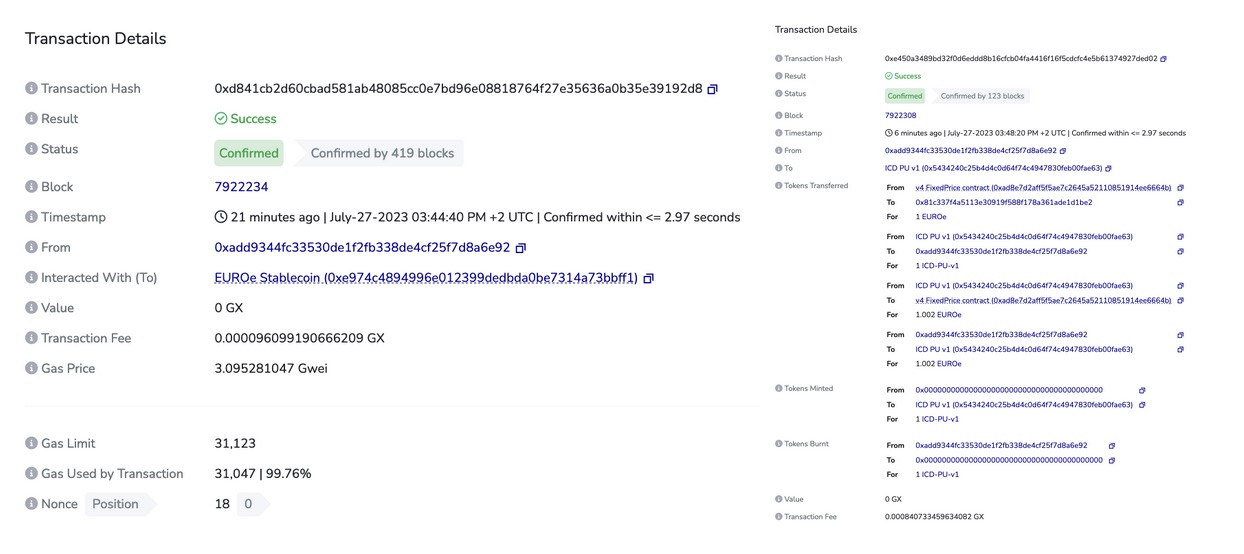 Transaction Details
Transaction Hash 0xd841cb2d60cbad581ab48085cc0e7bd96e08818764f27e35636a0b35e39192d8
Result Success
Status Confirmed Confirmed by 419 blocks
Block 7922234
Timestamp 21 minutes ago | July-27-2023 03:44:40 PM +2 UTC | Confirmed within <= 2.97 seconds
From 0xadd9344fc33530de1f2fb338de4cf25f7d8a6e92
Interacted With (To) EUROe Stablecoin (0xe974c4894996e012399dedbda0be7314a73bbff1)
Value 0 GX
Transaction Fee 0.000096099190666209 GX
Gas Price 3.095281047 Gwei
Gas Limit 31,123
Gas Used by Transaction 31,047 | 99.76%
Nonce Position 18 0
Transaction Details
Transaction Hash 0xe450a3489bd32f0d6eddd8b16cfcb04fa4416f16f5cdcfc4e5b61374927ded02
Result Success
Status Confirmed Confirmed by 123 blocks
Block 7922308
Timestamp 6 minutes ago | July-27-2023 03:48:20 PM +2 UTC | Confirmed within <= 2.97 seconds
From 0xadd9344fc33530de1f2fb338de4cf25f7d8a6e92
To ICD PU v1 (0x5434240c25b4d4c0d64f74c4947830feb00fae63)
Tokens Transferred From v4 FixedPrice contract (0xad8e7d2aff5f5ae7c2645a52110851914ee6664b)
To 0x81c337f4a5113e30919f588f178a361ade1d1be2
For 1 EUROe
From ICD PU v1 (0x5434240c25b4d4c0d64f74c4947830feb00fae63)
To 0xadd9344fc33530de1f2fb338de4cf25f7d8a6e92
For 1 ICD-PU-v1
From ICD PU v1 (0x5434240c25b4d4c0d64f74c4947830feb00fae63)
To v4 FixedPrice contract (0xad8e7d2aff5f5ae7c2645a52110851914ee6664b)
For 1.002 EUROe
From 0xadd9344fc33530de1f2fb338de4cf25f7d8a6e92
To ICD PU v1 (0x5434240c25b4d4c0d64f74c4947830feb00fae63)
For 1.002 EUROe
Tokens Minted From 0x0000000000000000000000000000000000000000
To ICD PU v1 (0x5434240c25b4d4c0d64f74c4947830feb00fae63)
For 1 ICD-PU-v1
Tokens Burnt From 0xadd9344fc33530de1f2fb338de4cf25f7d8a6e92
To 0x0000000000000000000000000000000000000000
For 1 ICD-PU-v1
Value 0 GX
Transaction Fee 0.000840733459634082 GX